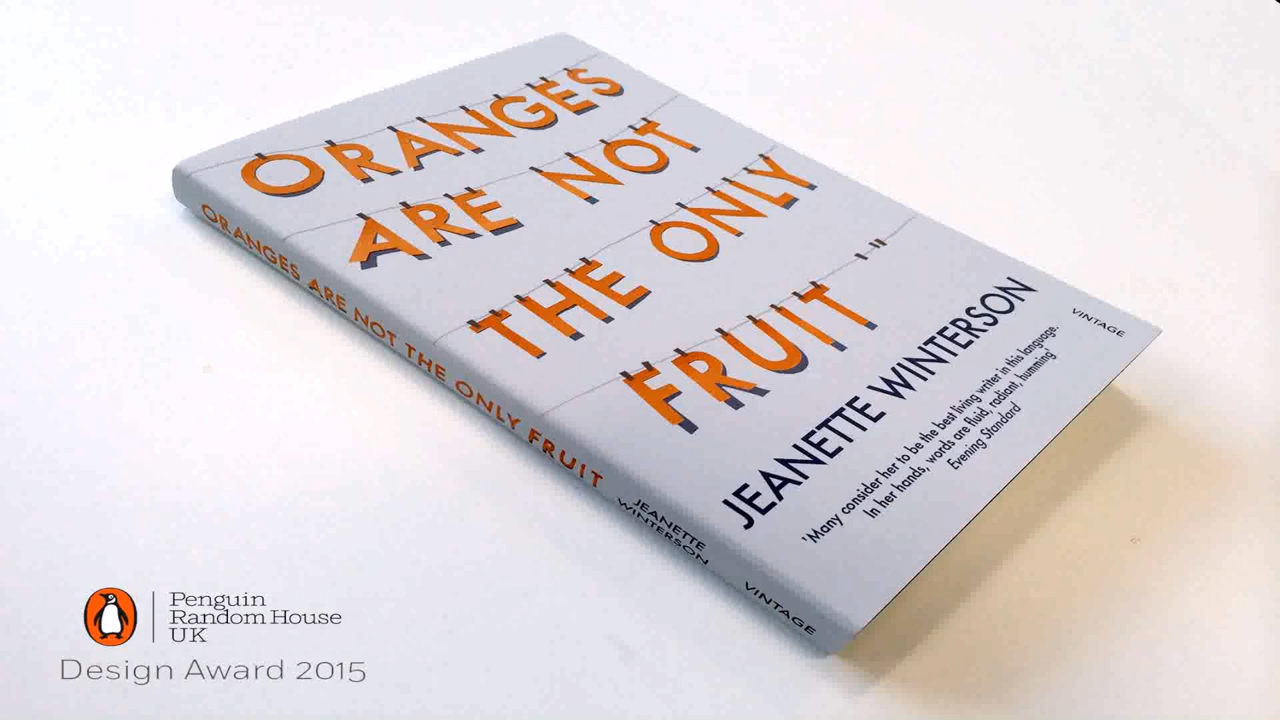 ORANGES
ARE NOT
THE ONLY
FRUIT
JEANETTE WINTERSON
VINTAGE
'Many consider her to be the best living writer in this language.
In her hands, words are fluid, radiant, humming'
Evening Standard
ORANGES ARE NOT THE ONLY FRUIT
JEANETTE
WINTERSON
VINTAGE
Penguin
Random House
UK
Design Award 2015